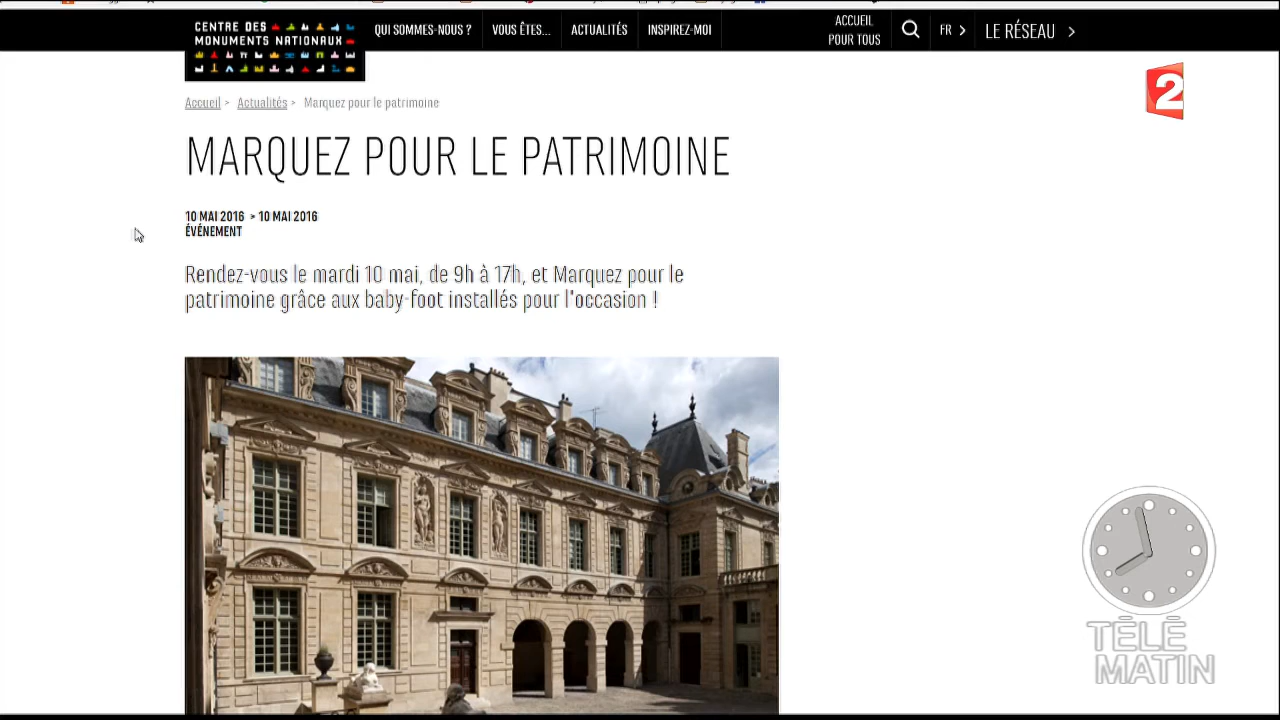 CENTRE DES
MONUMENTS NATIONAUX
QUI SOMMES-NOUS ?
VOUS ÊTES...
ACTUALITÉS
INSPIREZ-MOI
ACCUEIL
POUR TOUS
FR
LE RÉSEAU
2
Accueil > Actualités > Marquez pour le patrimoine
MARQUEZ POUR LE PATRIMOINE
10 MAI 2016 > 10 MAI 2016
ÉVÉNEMENT
Rendez-vous le mardi 10 mai, de 9h à 17h, et Marquez pour le
patrimoine grâce aux baby-foot installés pour l'occasion !
TÉLÉ
MATIN